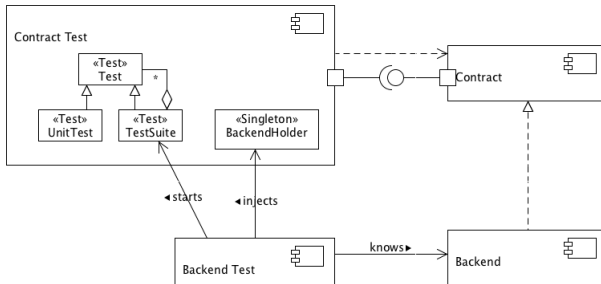 Contract Test
«Test»
Test
*
«Test»
UnitTest
«Test»
TestSuite
«Singleton»
BackendHolder
Contract
◄starts
◄injects
knows►
Backend Test
Backend